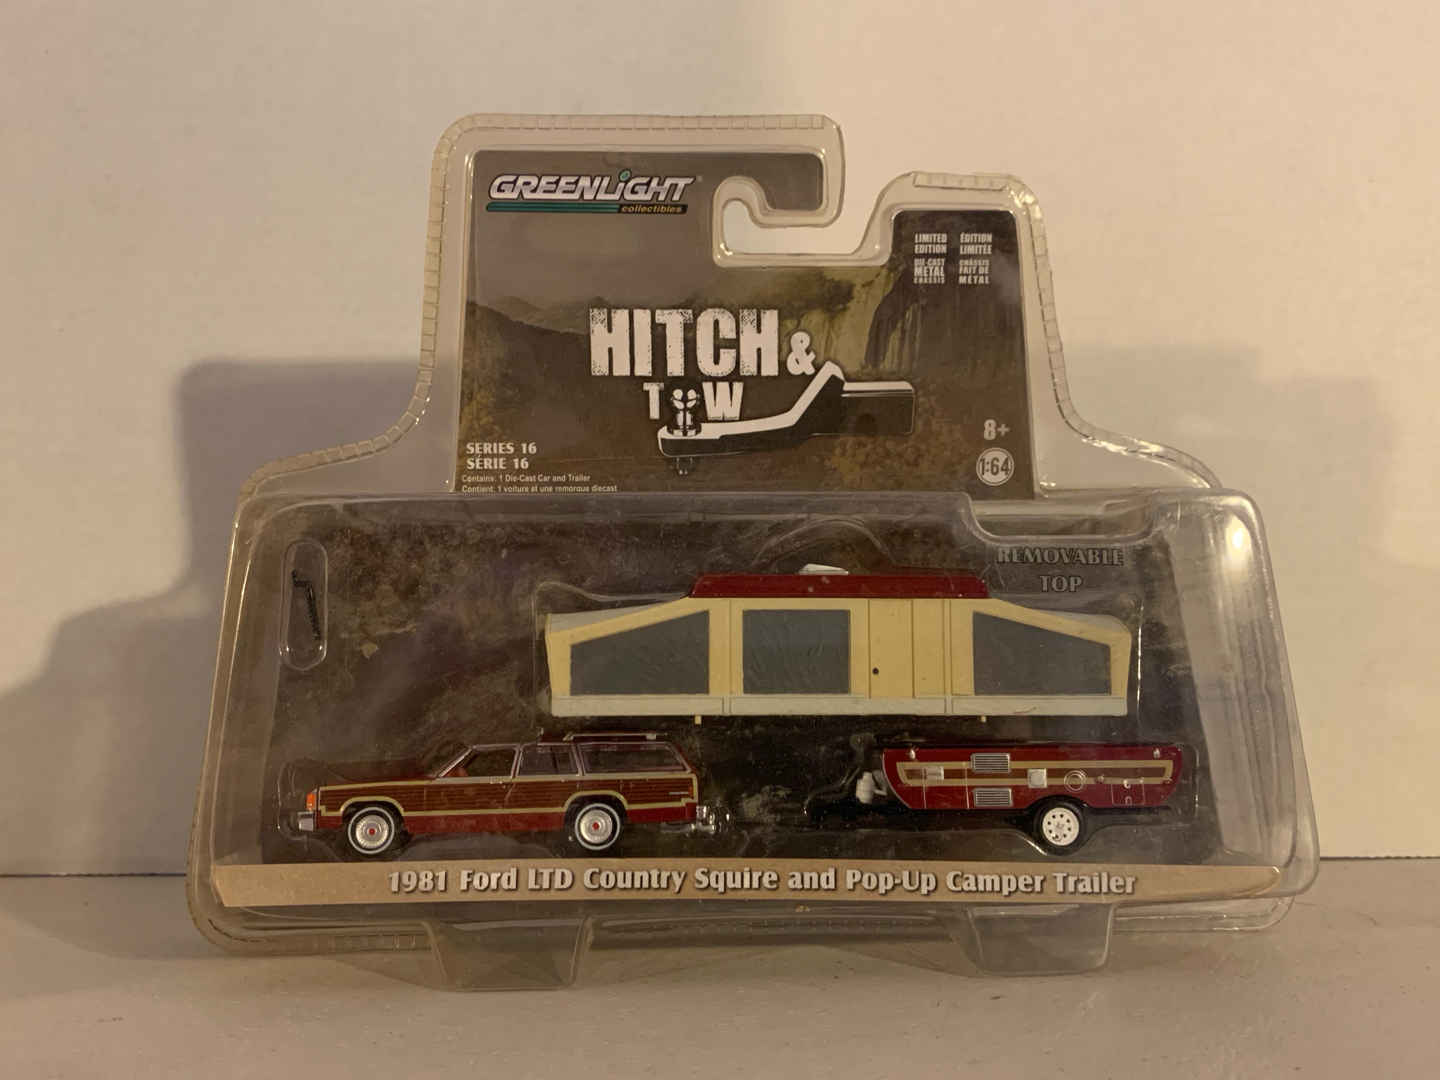 GREENLIGHT
collectibles
LIMITED EDITION
DIE-CAST METAL CHASSIS
ÉDITION LIMITÉE
CHÂSSIS FAIT DE MÉTAL
HITCH &
TOW
SERIES 16
SÉRIE 16
Contains: 1 Die-Cast Car and Trailer
Contient: 1 voiture et une remorque diecast
8+
1:64
REMOVABLE
TOP
1981 Ford LTD Country Squire and Pop-Up Camper Trailer